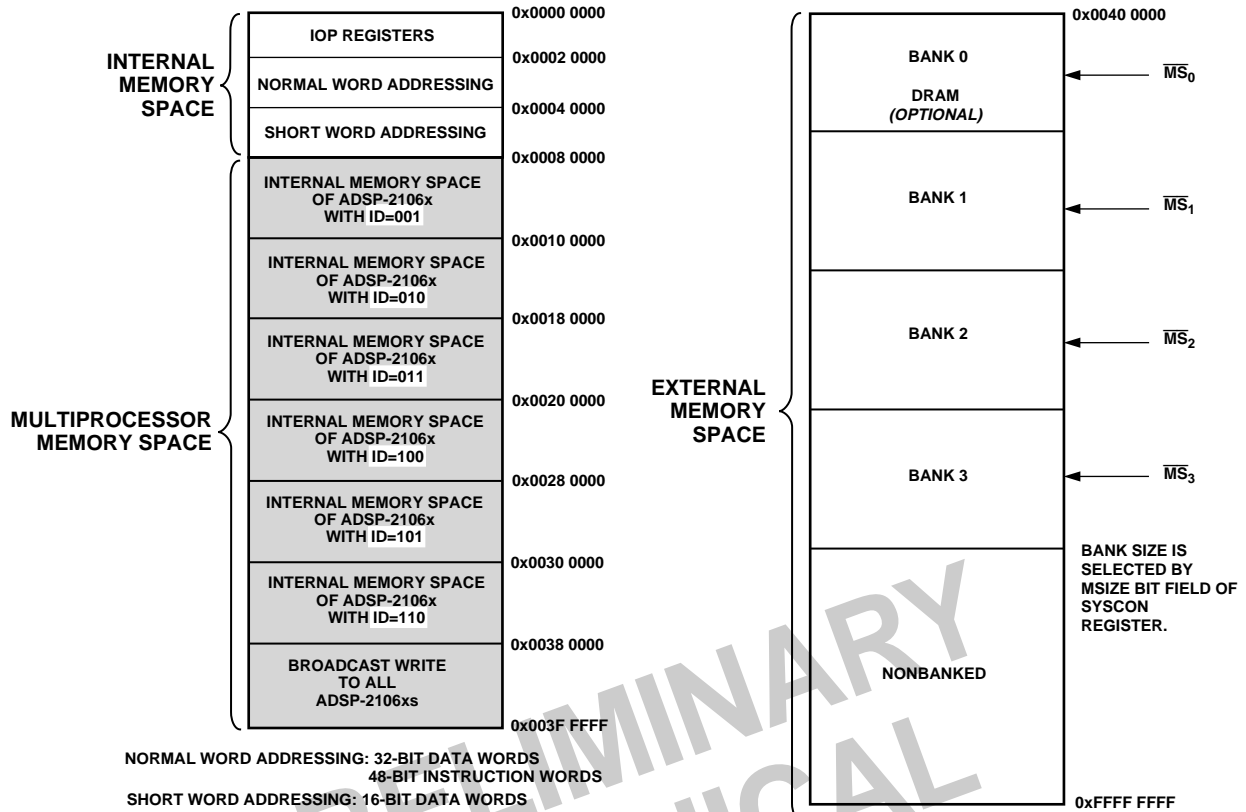 0x0000 0000
IOP REGISTERS
0x0002 0000
INTERNAL
MEMORY
SPACE
NORMAL WORD ADDRESSING
0x0004 0000
SHORT WORD ADDRESSING
0x0008 0000
INTERNAL MEMORY SPACE
OF ADSP-2106x
WITH ID=001
0x0010 0000
INTERNAL MEMORY SPACE
OF ADSP-2106x
WITH ID=010
0x0018 0000
INTERNAL MEMORY SPACE
OF ADSP-2106x
WITH ID=011
0x0020 0000
MULTIPROCESSOR
MEMORY SPACE
INTERNAL MEMORY SPACE
OF ADSP-2106x
WITH ID=100
0x0028 0000
INTERNAL MEMORY SPACE
OF ADSP-2106x
WITH ID=101
0x0030 0000
INTERNAL MEMORY SPACE
OF ADSP-2106x
WITH ID=110
0x0038 0000
BROADCAST WRITE
TO ALL
ADSP-2106xs
0x003F FFFF
NORMAL WORD ADDRESSING: 32-BIT DATA WORDS
48-BIT INSTRUCTION WORDS
SHORT WORD ADDRESSING: 16-BIT DATA WORDS
0x0040 0000
BANK 0
DRAM
(OPTIONAL)
MS0
BANK 1
MS1
BANK 2
MS2
EXTERNAL
MEMORY
SPACE
BANK 3
MS3
BANK SIZE IS
SELECTED BY
MSIZE BIT FIELD OF
SYSCON
REGISTER.
NONBANKED
0xFFFF FFFF
PRELIMINARY